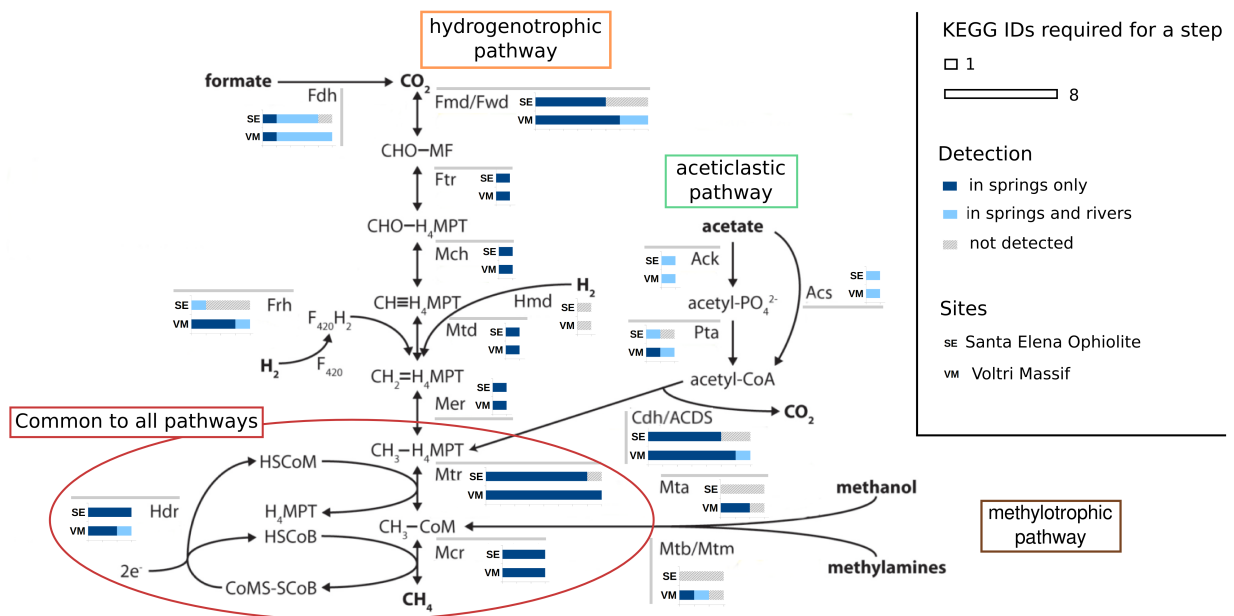 hydrogenotrophic
pathway
formate
CO2
Fdh
SE
VM
Fmd/Fwd
SE
VM
CHO−MF
Ftr
SE
VM
CHO−H4MPT
Mch
SE
VM
CH≡H4MPT
Frh
SE
VM
F420H2
F420
H2
Hmd
H2
SE
VM
Mtd
SE
VM
CH2=H4MPT
Mer
SE
VM
aceticlastic
pathway
acetate
Ack
SE
VM
Acs
SE
VM
acetyl-PO4 2-
Pta
SE
VM
acetyl-CoA
CO2
Cdh/ACDS
SE
VM
Common to all pathways
CH3−H4MPT
HSCoM
Mtr
SE
VM
H4MPT
Hdr
SE
VM
CH3−CoM
HSCoB
Mcr
SE
VM
2e-
CoMS-SCoB
CH4
Mta
SE
VM
methanol
methylotrophic
pathway
Mtb/Mtm
SE
VM
methylamines
KEGG IDs required for a step
1
8
Detection
in springs only
in springs and rivers
not detected
Sites
SE Santa Elena Ophiolite
VM Voltri Massif